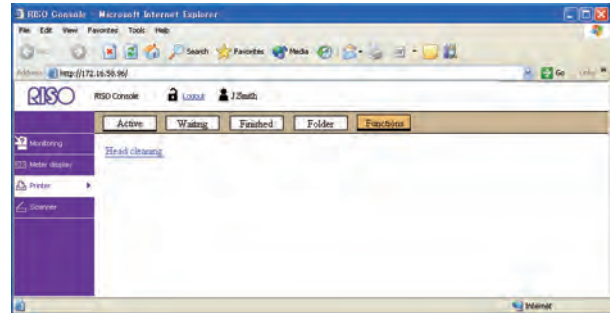 RISO Console - Microsoft Internet Explorer
File Edit View Favorites Tools Help
Search Favorites Media
Address http://172.16.58.96/ Go Links
RISO RISO Console Logout J.Smith
Active Waiting Finished Folder Functions
Monitoring
Meter display
Printer
Scanner
Head cleaning
Internet